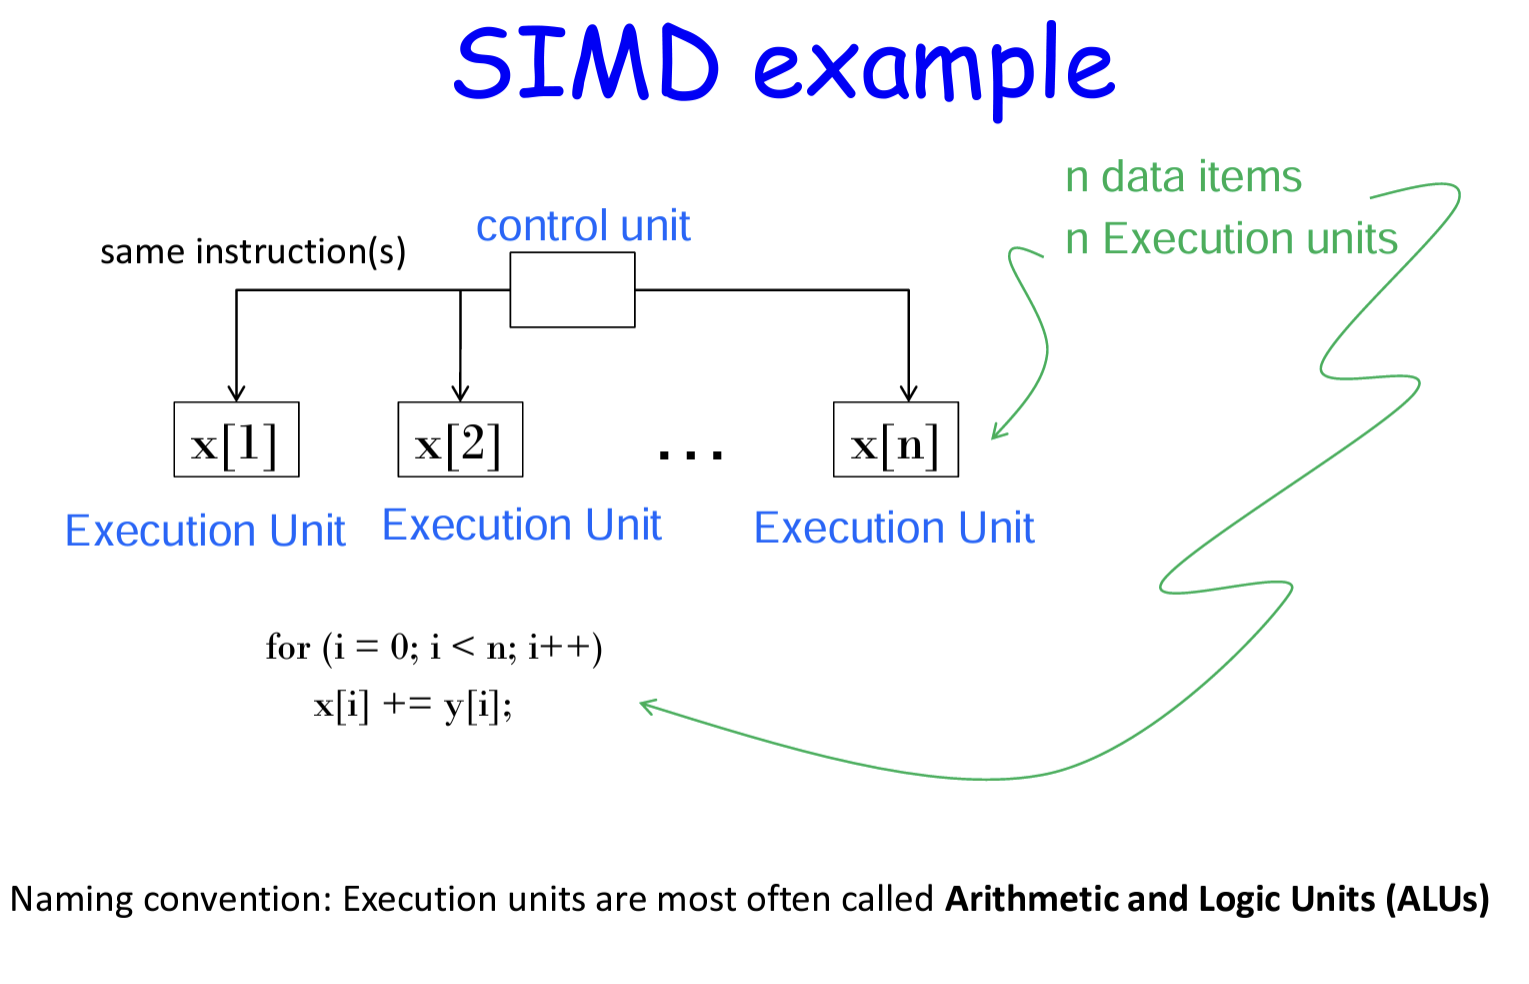 SIMD example
n data items
n Execution units
control unit
same instruction(s)
x[1] x[2] ... x[n]
Execution Unit Execution Unit Execution Unit
for (i = 0; i < n; i++)
x[i] += y[i];
Naming convention: Execution units are most often called Arithmetic and Logic Units (ALUs)